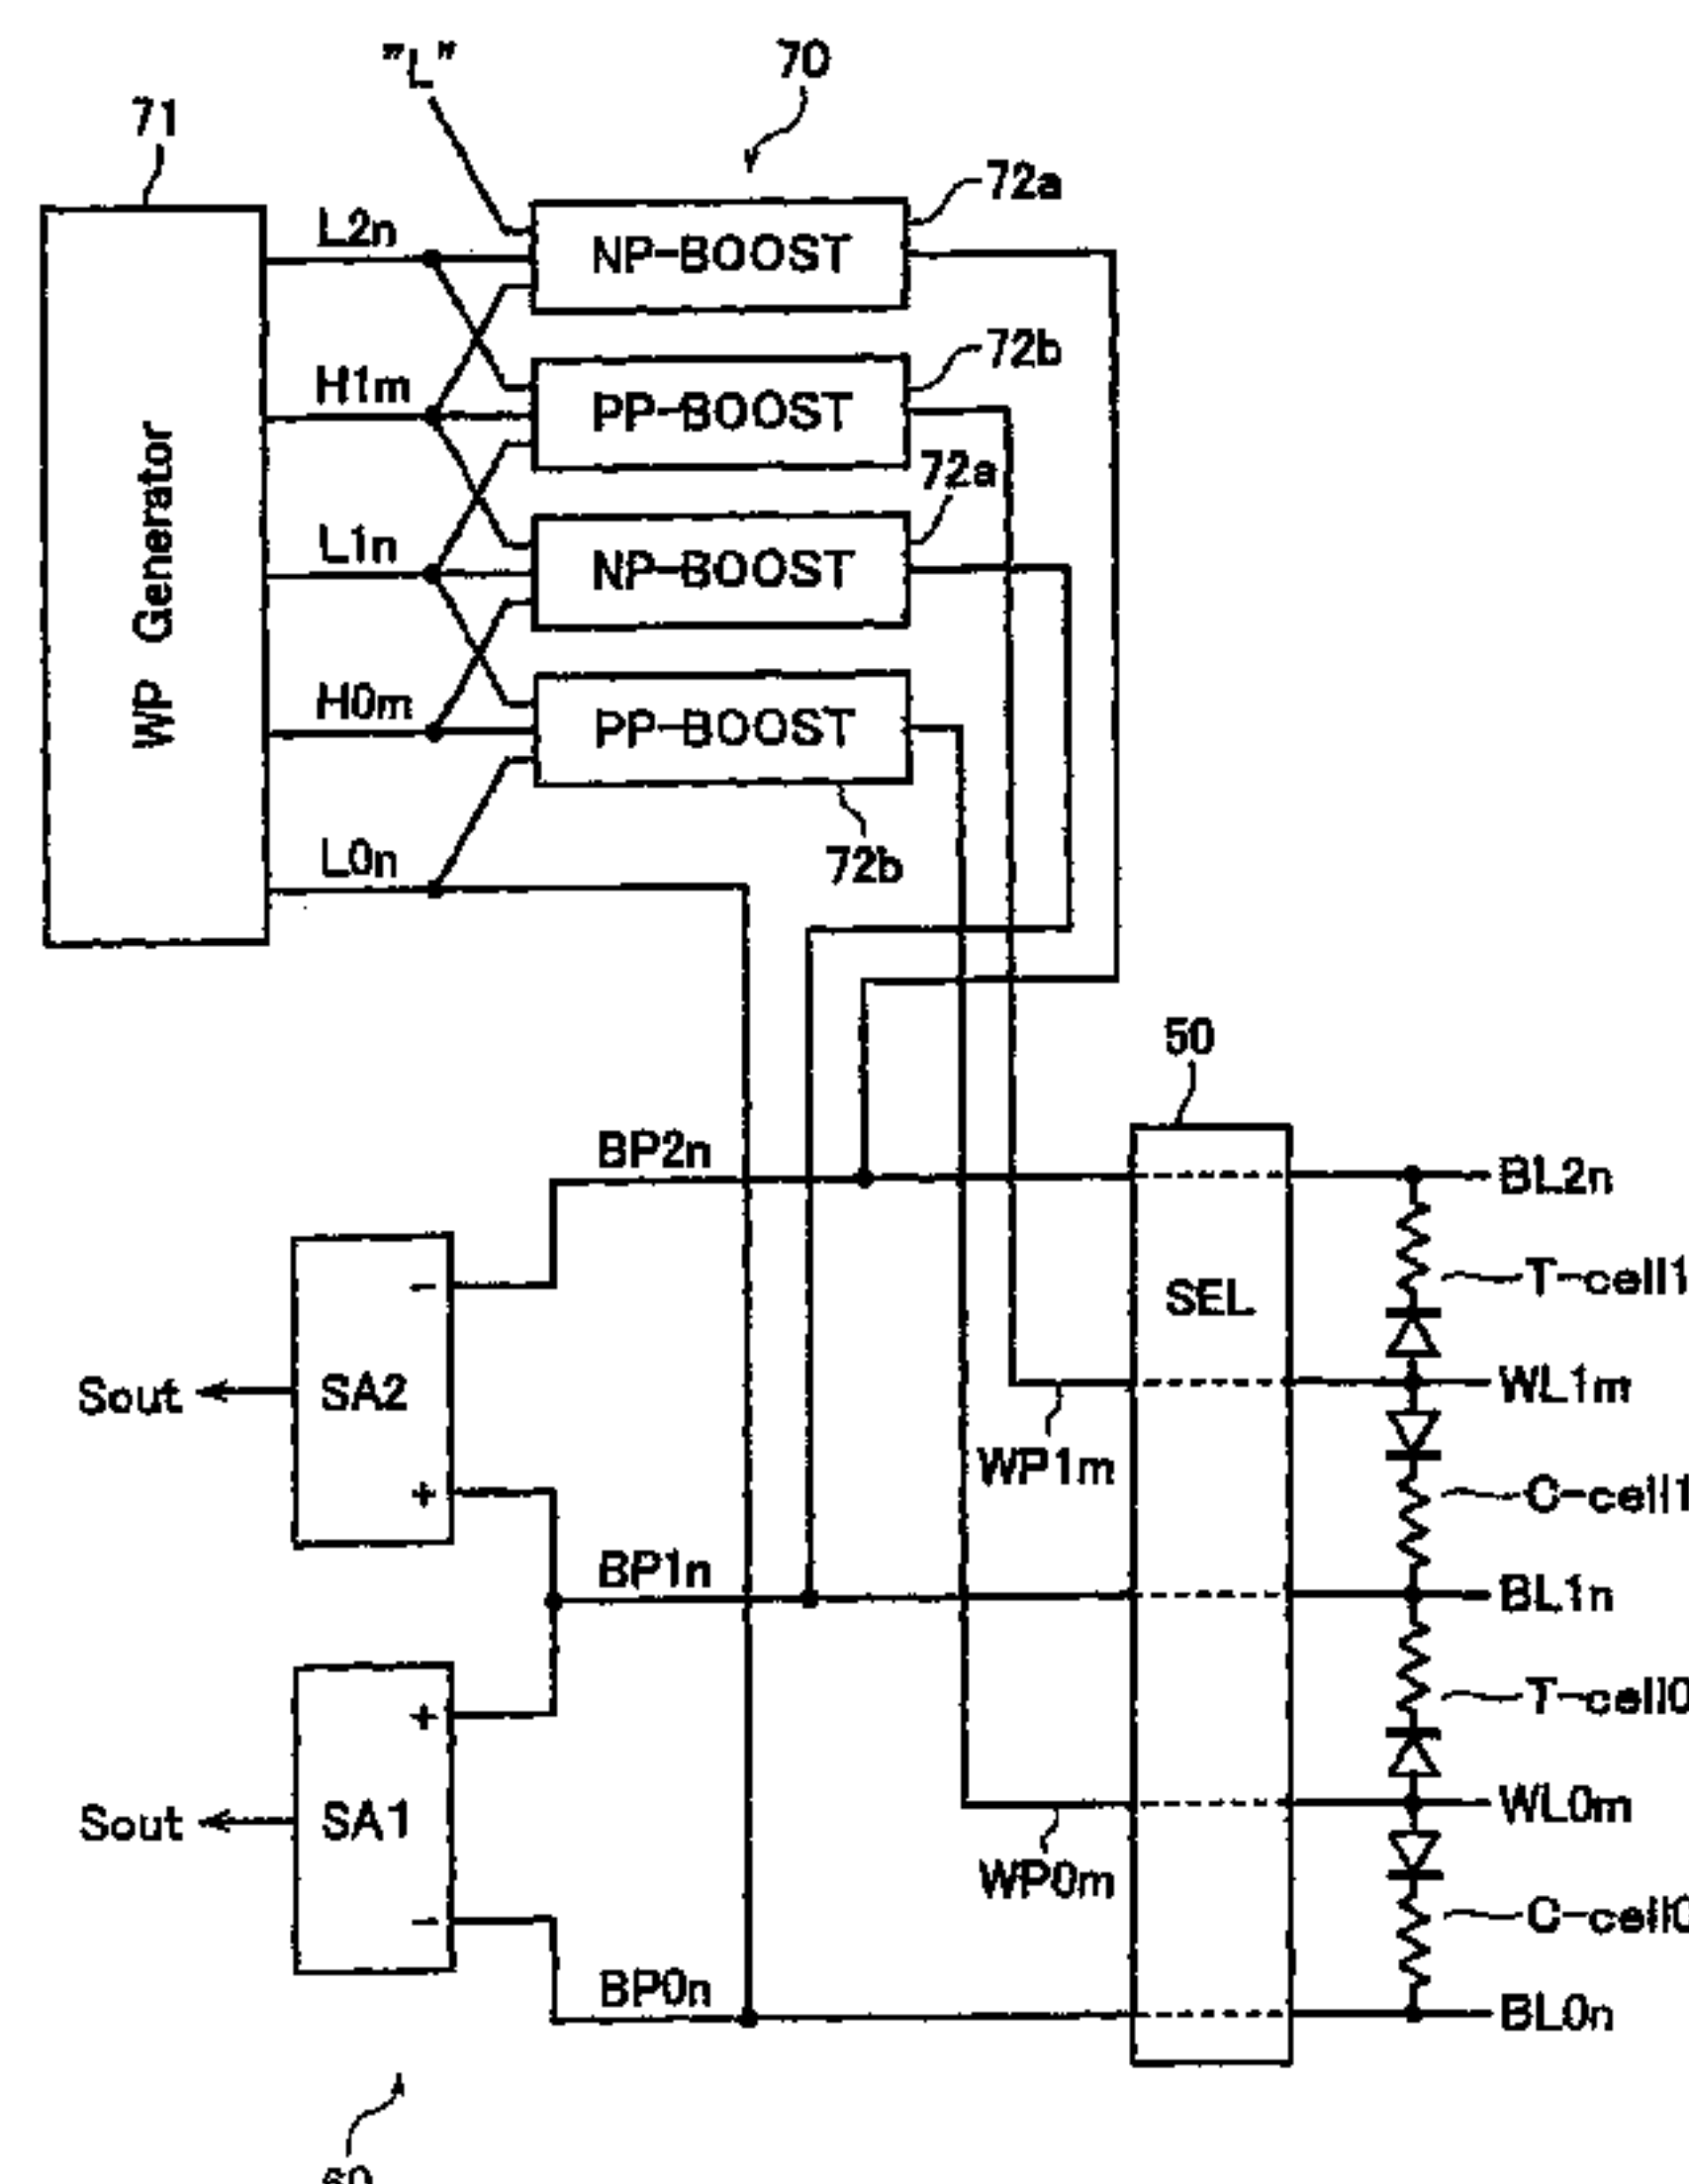 "L"
70
71
72a
L2n
NP-BOOST
72b
H1m
PP-BOOST
72a
L1n
NP-BOOST
WP Generator
H0m
PP-BOOST
L0n
72b
50
BP2n
BL2n
T-cell1
SEL
−
Sout
SA2
WL1m
WP1m
+
C-cell1
BP1n
BL1n
T-cell0
+
Sout
SA1
WL0m
WP0m
−
C-cell0
BP0n
BL0n
60